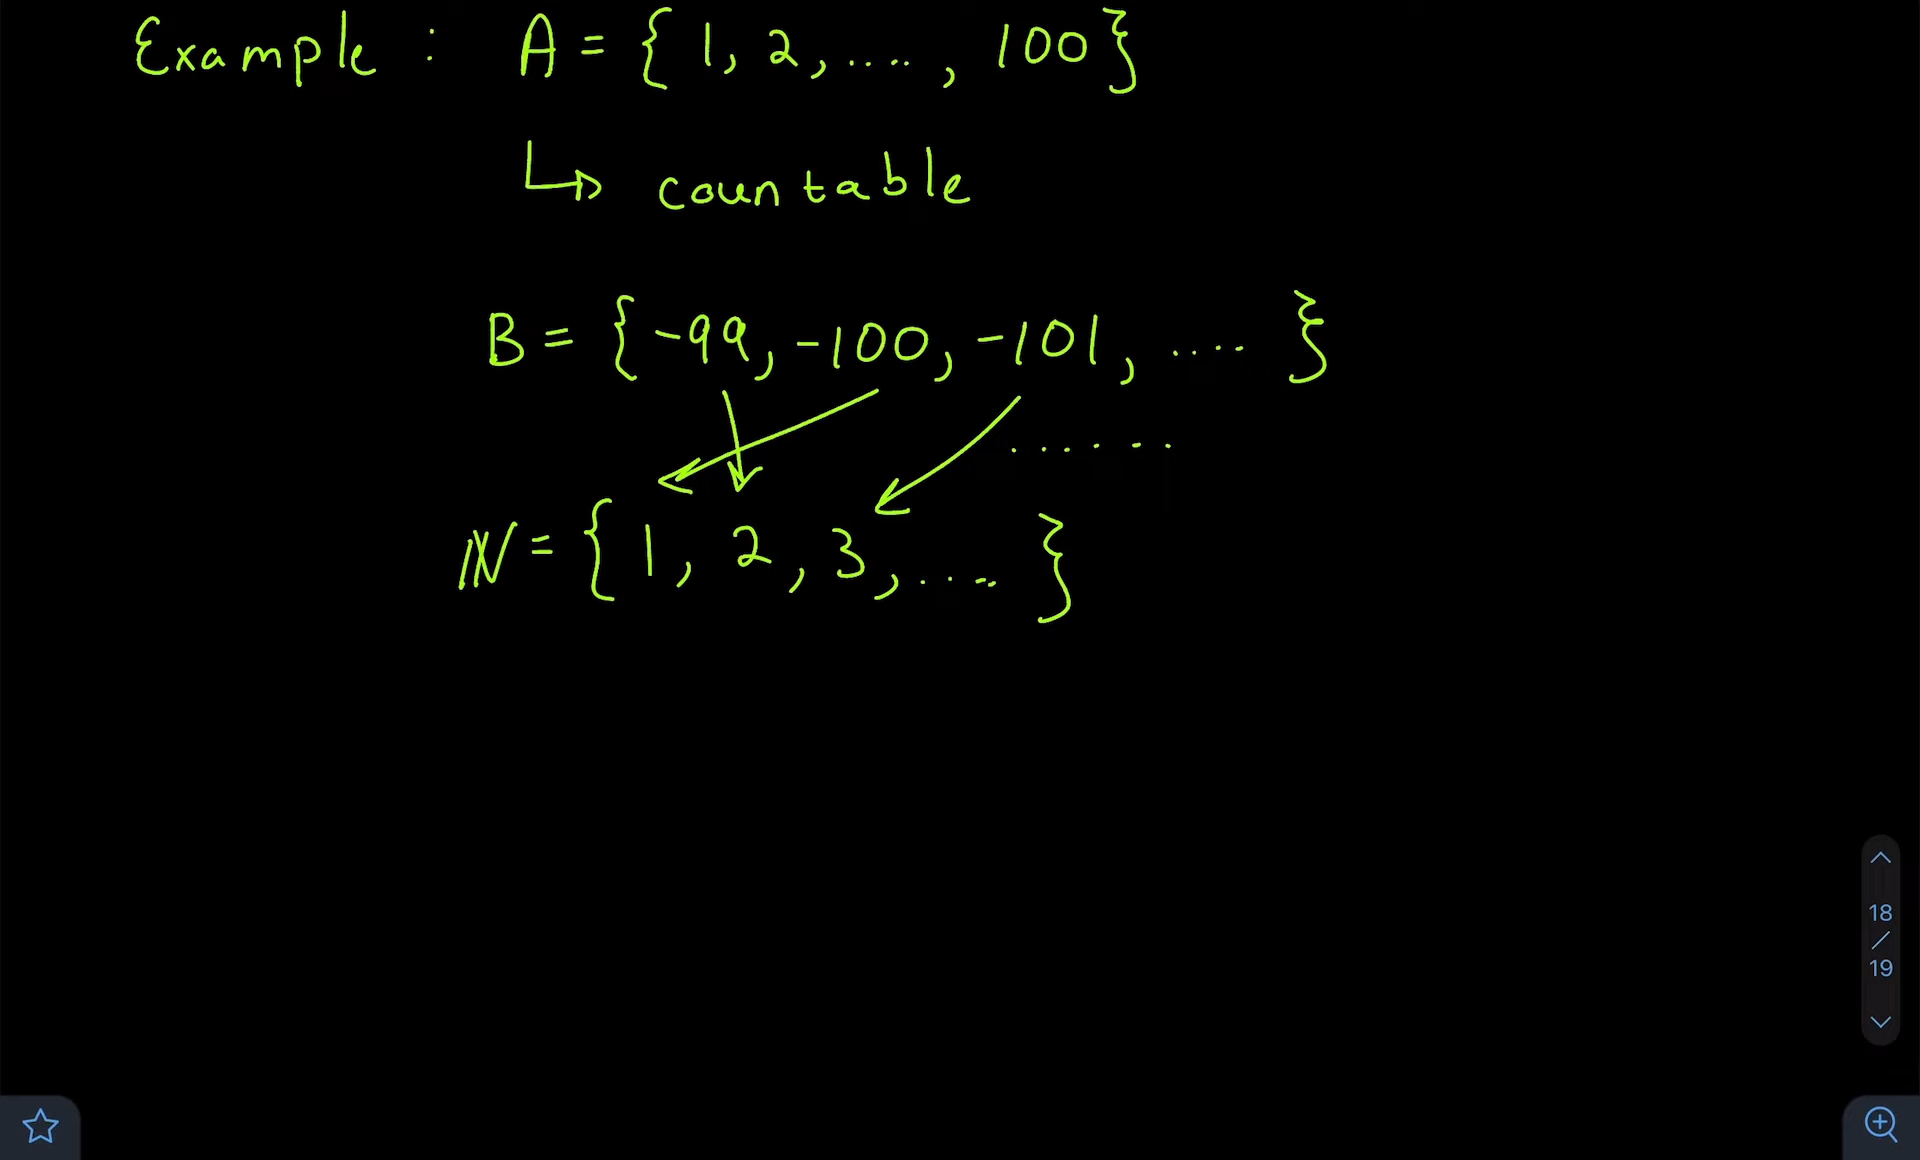 Example : A = { 1, 2, .... , 100 }
↳ countable
B = { -99, -100, -101, .... }
......
ℕ = { 1, 2, 3, .... }
18
/
19